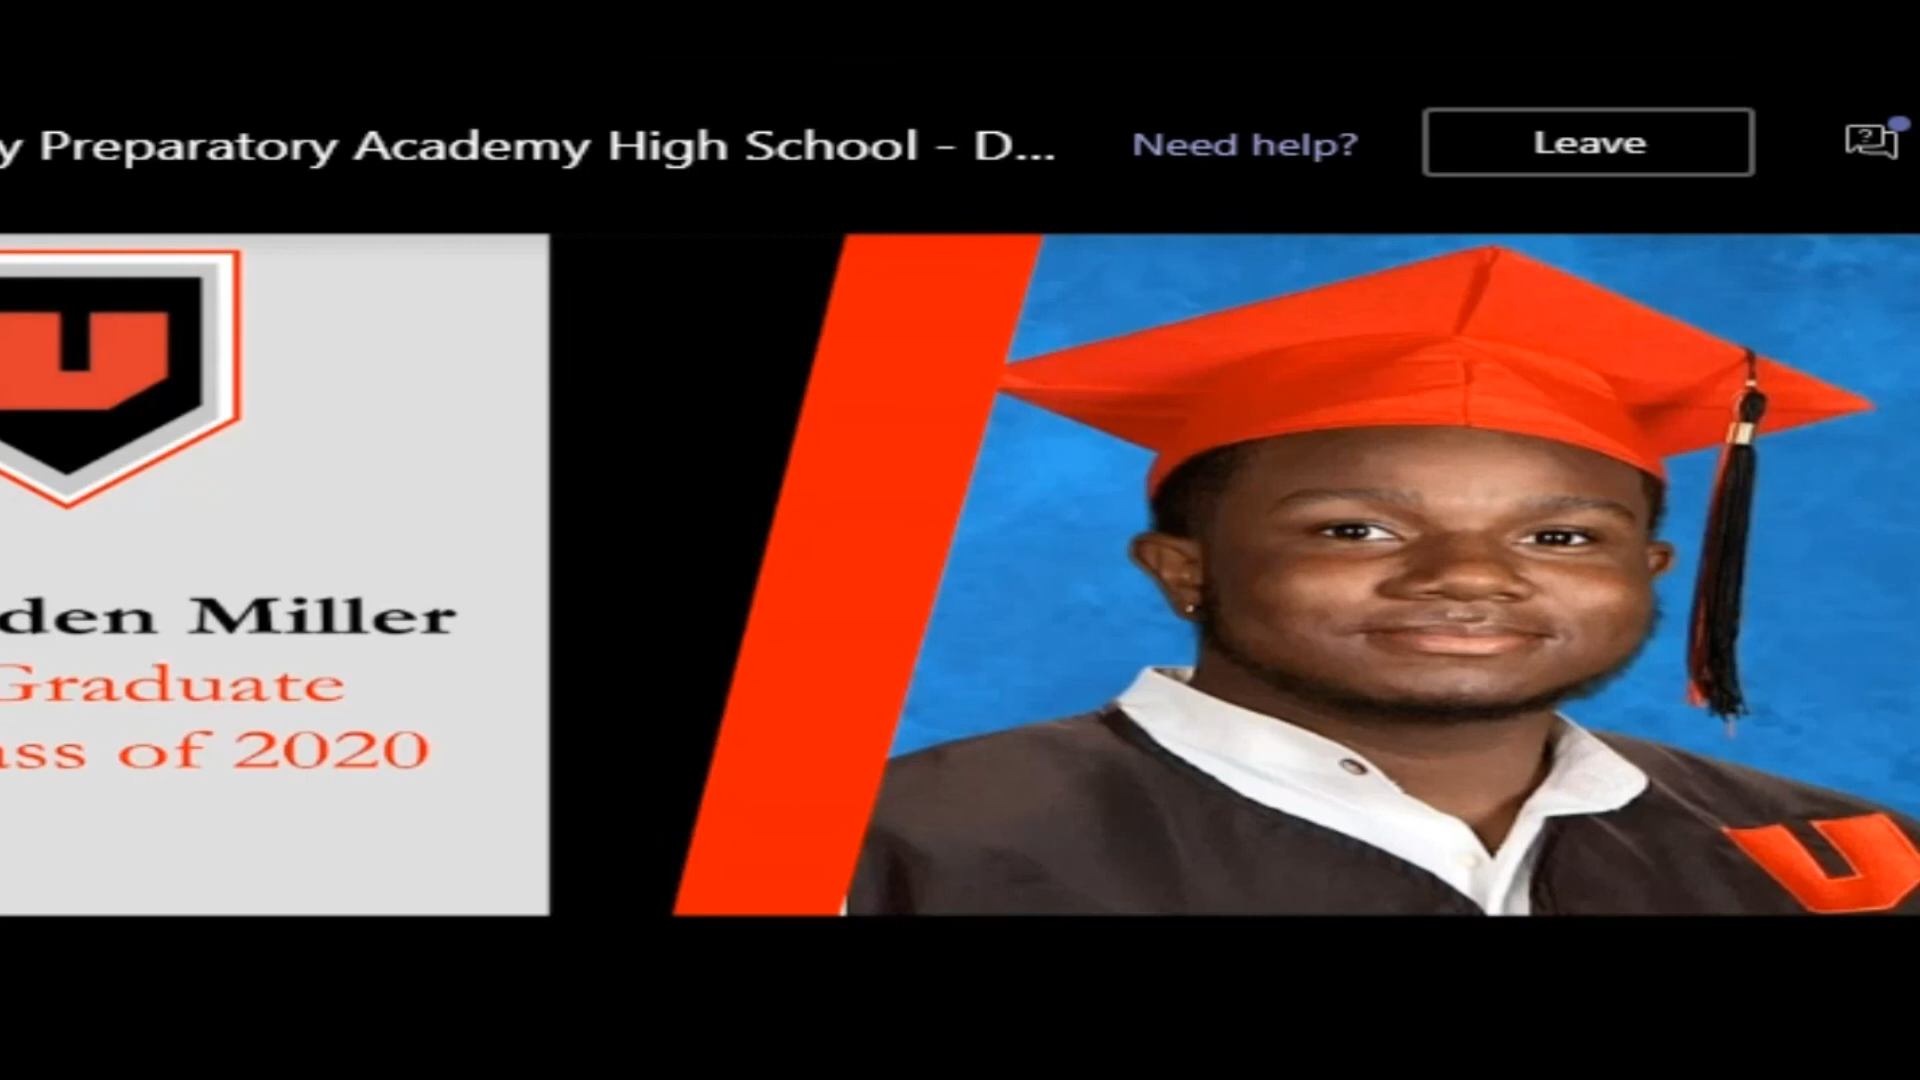 y Preparatory Academy High School - D...
Need help?
Leave
U
den Miller
Graduate
ass of 2020
U